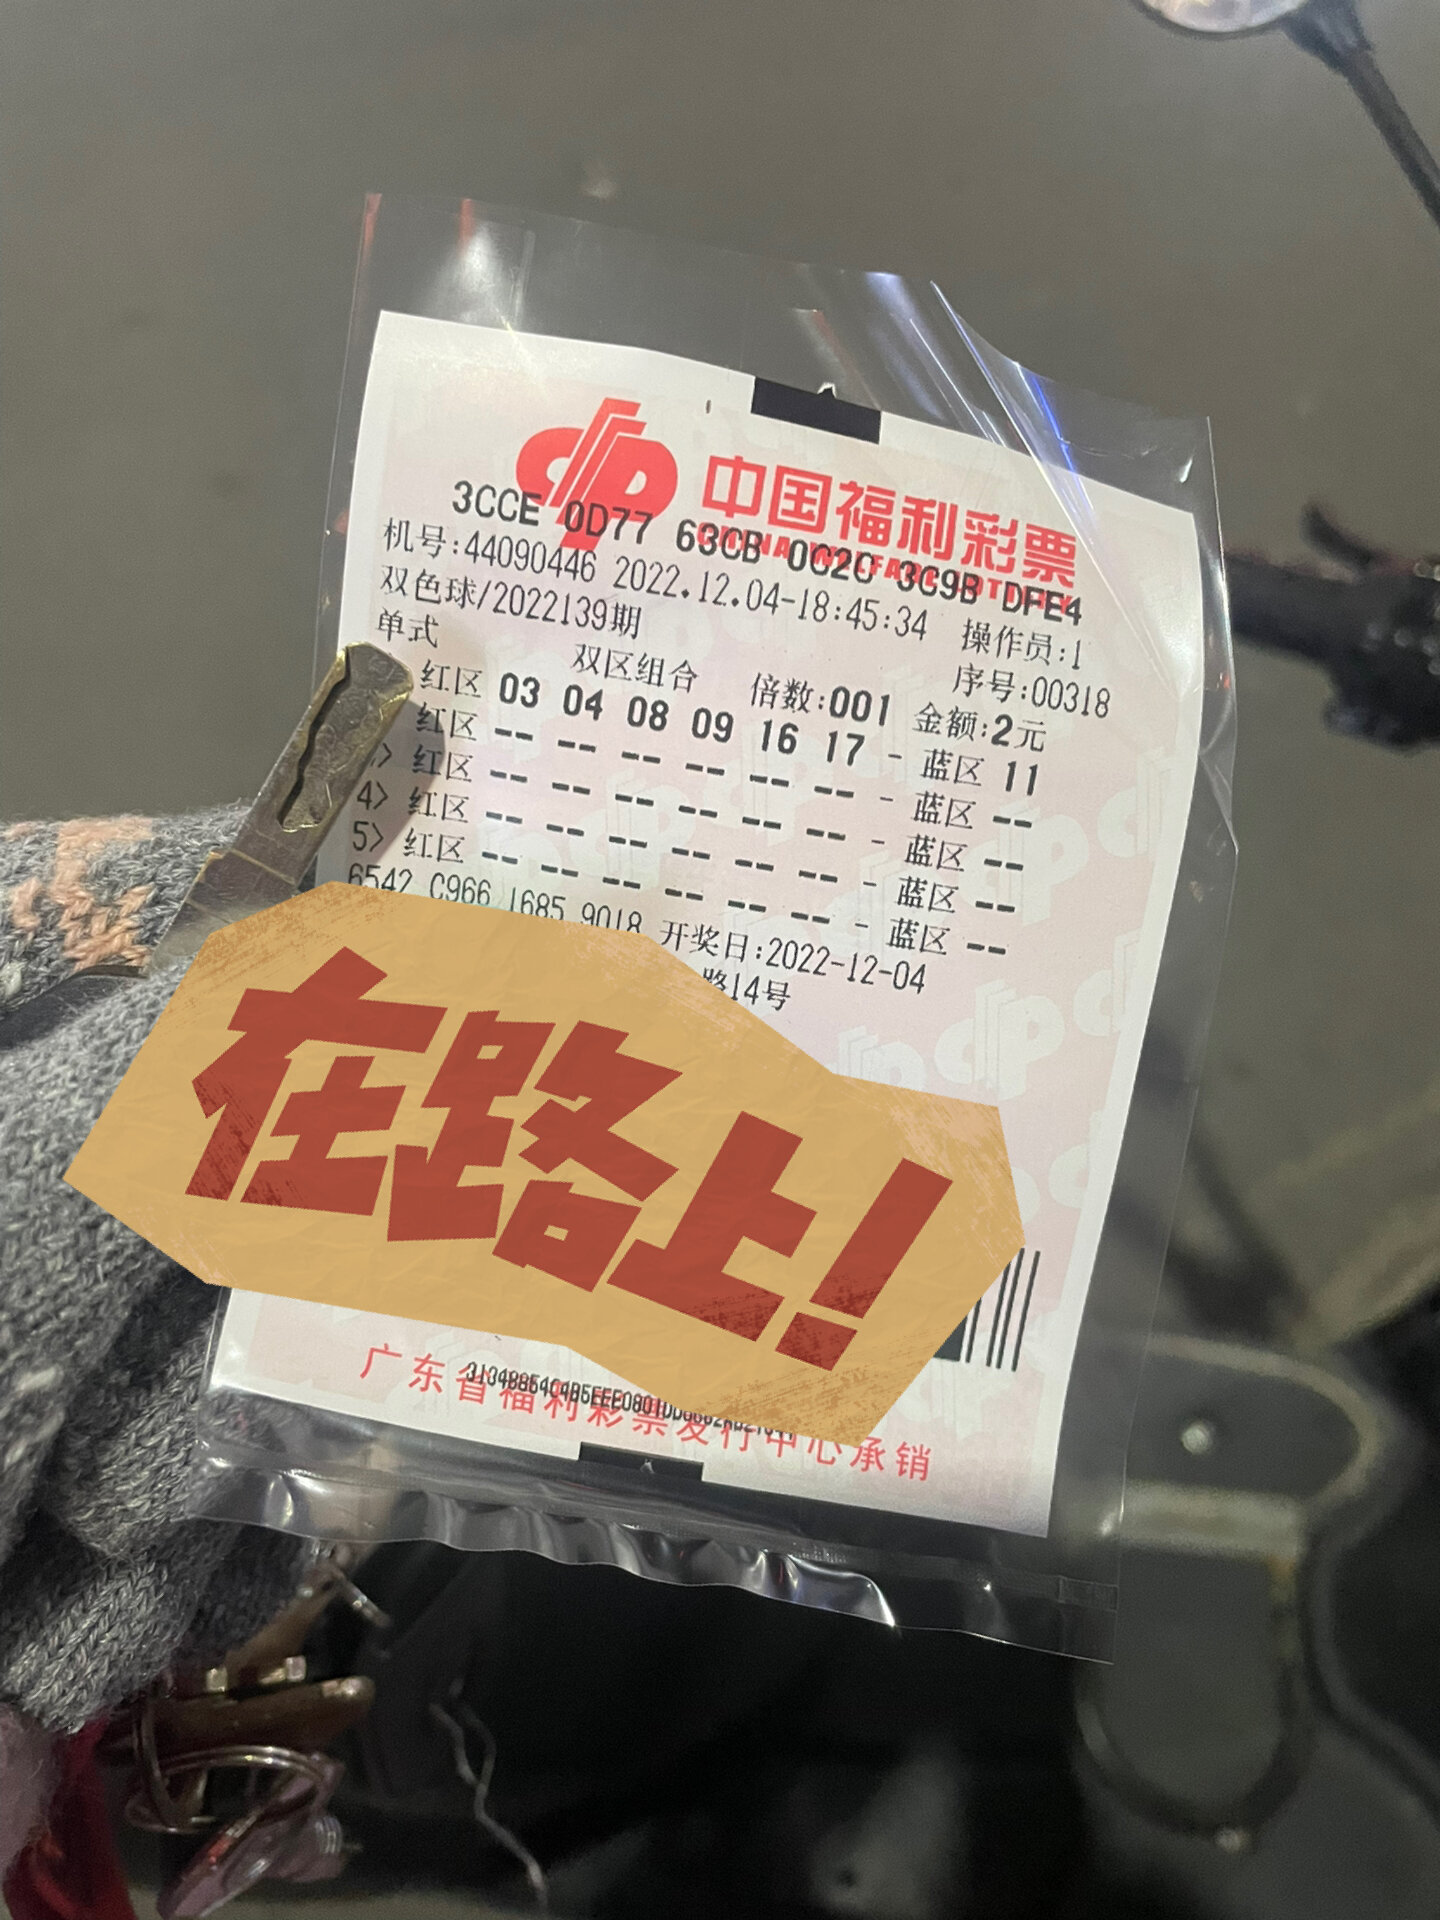 中国福利彩票
3CCE 0D77 63CB 0C2C 3C9B DFE4
机号:44090446 2022.12.04-18:45:34 操作员:1
双色球/2022139期 序号:00318
单式 双区组合 倍数:001 金额:2元
红区 03 04 08 09 16 17 - 蓝区 11
红区 -- -- -- -- -- -- - 蓝区 --
红区 -- -- -- -- -- -- - 蓝区 --
4> 红区 -- -- -- -- -- -- - 蓝区 --
5> 红区 -- -- -- -- -- -- - 蓝区 --
6542 C966 1685 9018 开奖日:2022-12-04
路14号
在路上!
广东省福利彩票发行中心承销